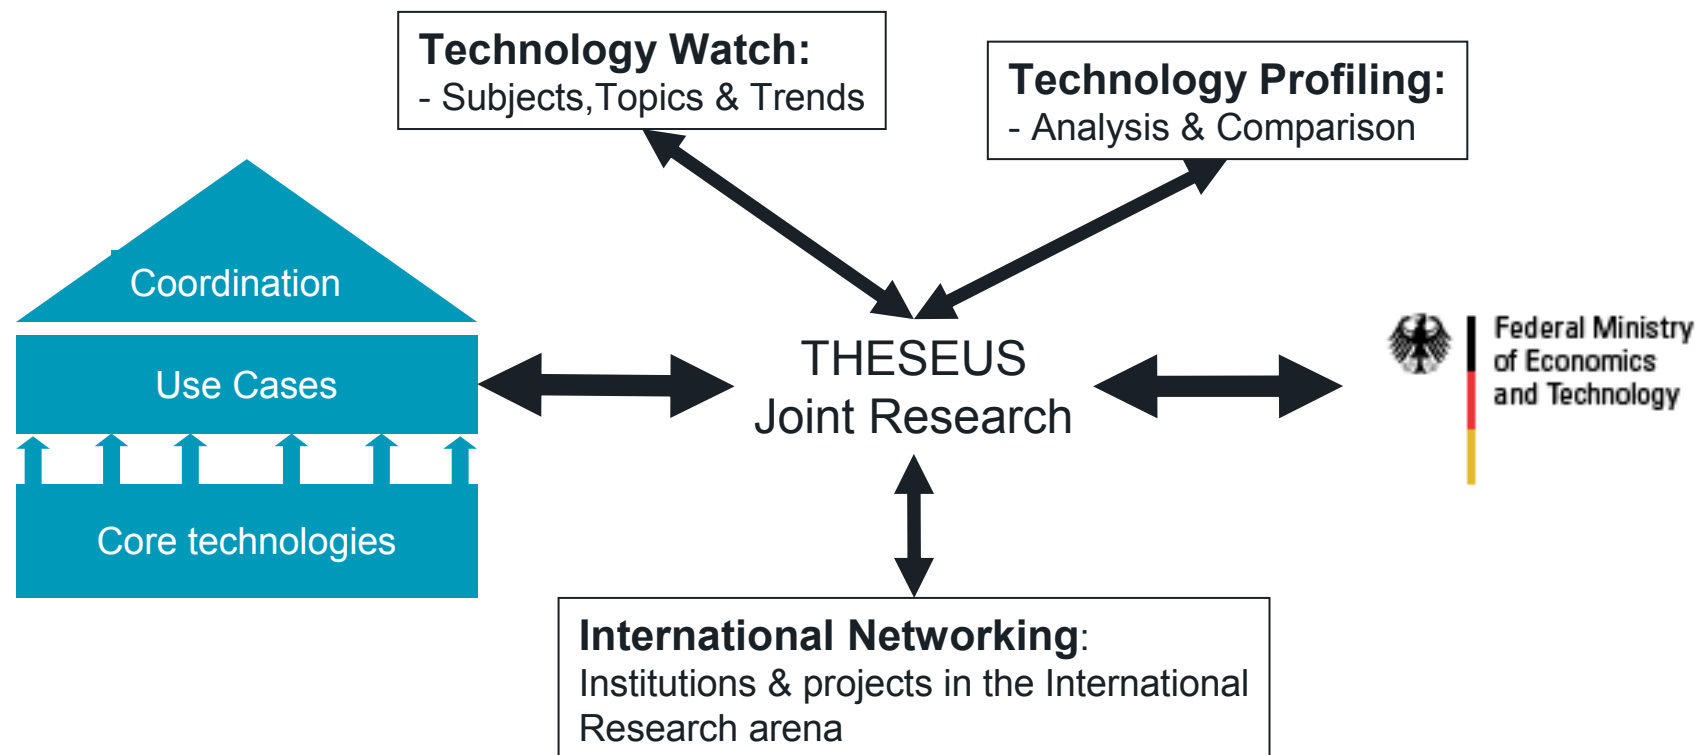 Technology Watch:
- Subjects,Topics & Trends
Technology Profiling:
- Analysis & Comparison
Coordination
Use Cases
Core technologies
THESEUS
Joint Research
Federal Ministry
of Economics
and Technology
International Networking:
Institutions & projects in the International
Research arena